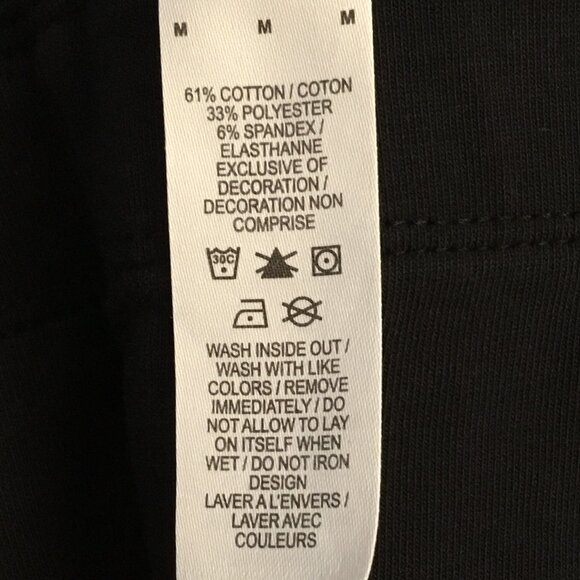 M M M
61% COTTON / COTON
33% POLYESTER
6% SPANDEX /
ELASTHANNE
EXCLUSIVE OF
DECORATION /
DECORATION NON
COMPRISE
30C
WASH INSIDE OUT /
WASH WITH LIKE
COLORS / REMOVE
IMMEDIATELY / DO
NOT ALLOW TO LAY
ON ITSELF WHEN
WET / DO NOT IRON
DESIGN
LAVER A L'ENVERS /
LAVER AVEC
COULEURS